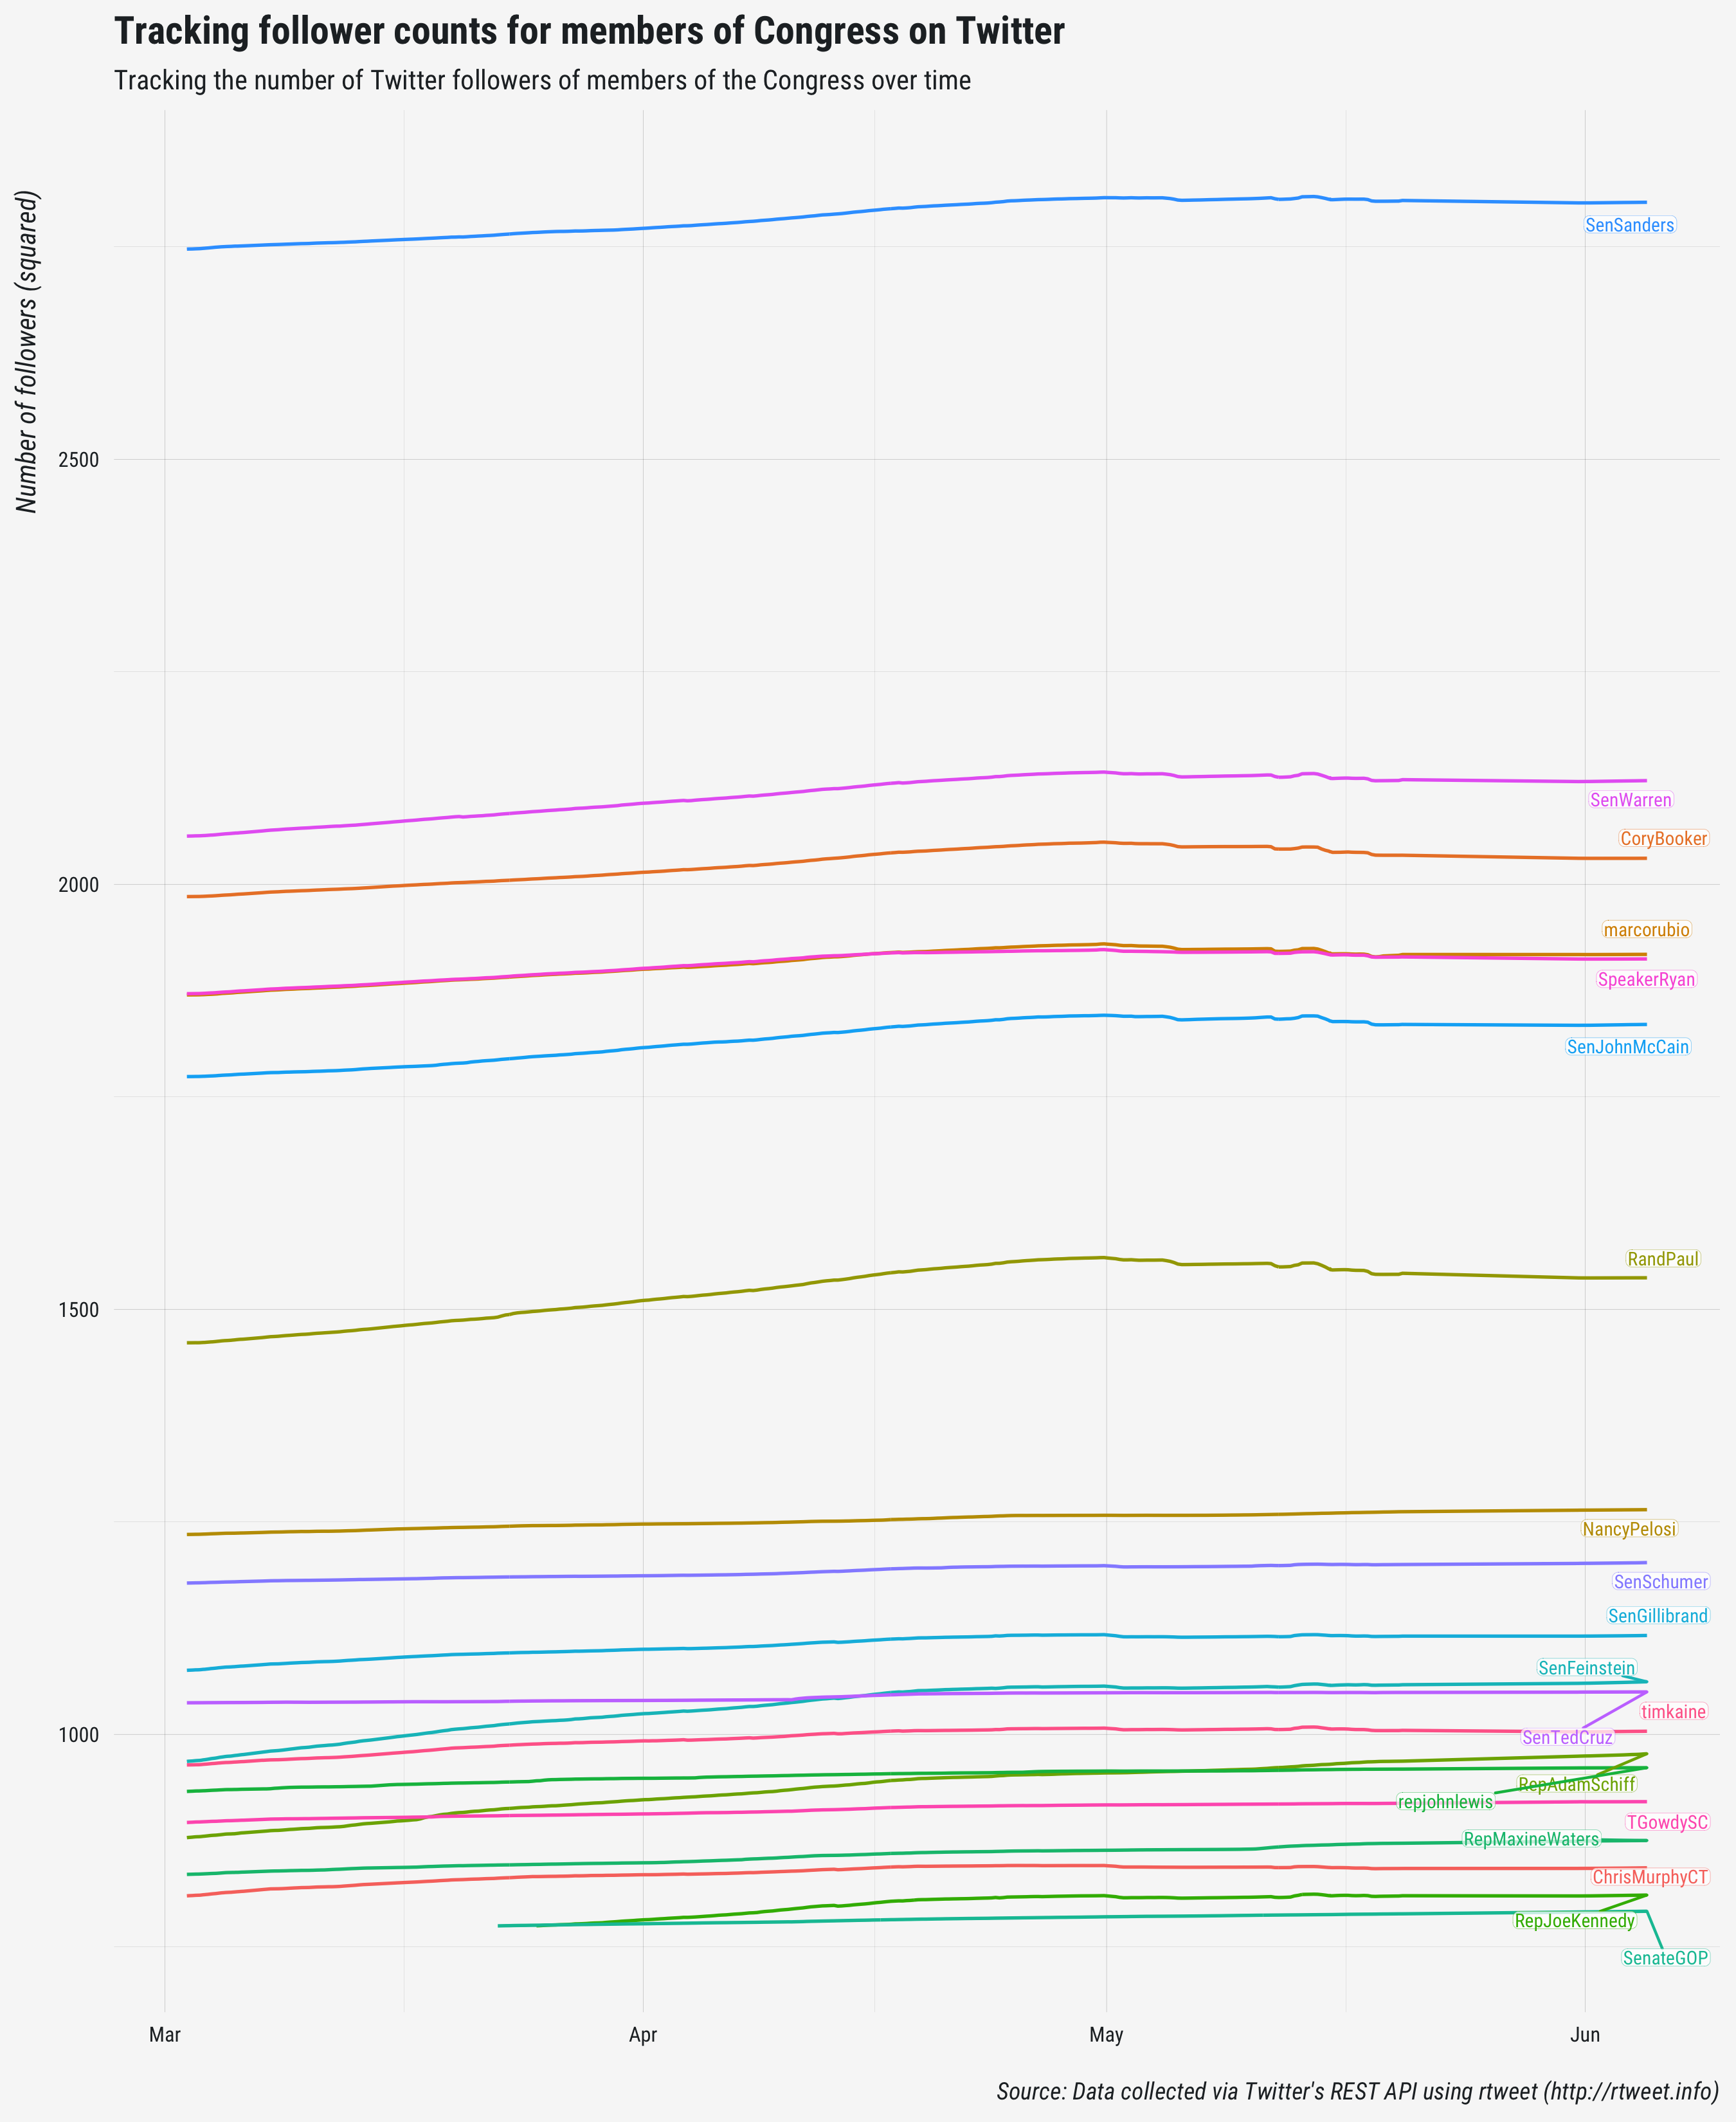 Tracking follower counts for members of Congress on Twitter
Tracking the number of Twitter followers of members of the Congress over time
Number of followers (squared)
SenSanders
2500
SenWarren
CoryBooker
2000
marcorubio
SpeakerRyan
SenJohnMcCain
RandPaul
1500
NancyPelosi
SenSchumer
SenGillibrand
SenFeinstein
timkaine
1000
SenTedCruz
RepAdamSchiff
repjohnlewis
TGowdySC
RepMaxineWaters
ChrisMurphyCT
RepJoeKennedy
SenateGOP
Mar
Apr
May
Jun
Source: Data collected via Twitter's REST API using rtweet (http://rtweet.info)